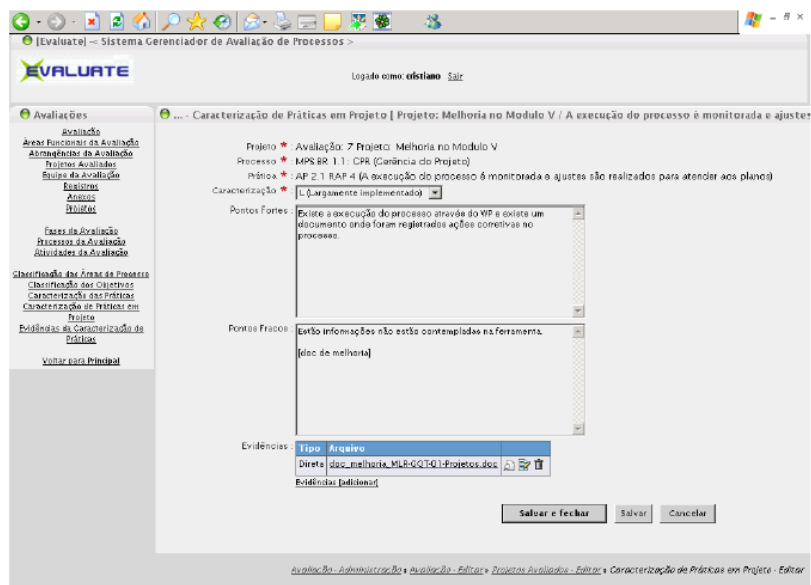 [Evaluate] -< Sistema Gerenciador de Avaliação de Processos >
EVALUATE
Logado como: cristiano Sair
Avaliações
... - Caracterização de Práticas em Projeto [ Projeto: Melhoria no Modulo V / A execução do processo é monitorada e ajustes
Avaliação
Áreas Funcionais da Avaliação
Abrangências da Avaliação
Projetos Avaliados
Equipe da Avaliação
Registros
Anexos
Projetos
Fases da Avaliação
Processos da Avaliação
Atividades da Avaliação
Classificação das Áreas de Processo
Classificação dos Objetivos
Caracterização das Práticas
Caracterização de Práticas em
Projeto
Evidências da Caracterização de
Práticas
Voltar para Principal
Projeto * : Avaliação: 7 Projeto: Melhoria no Modulo V
Processo * : MPS.BR 1.1: GPR (Gerência do Projeto)
Prática * : AP 2.1 RAP 4 (A execução do processo é monitorada e ajustes são realizados para atender aos planos)
Caracterização * : L (Largamente implementado)
Pontos Fortes : Existe a execução do processo através do WP e existe um
documento onde foram registrados ações corretivas no
processo.
Pontos Fracos : Estão informações não estão contempladas na ferramenta.
[doc de melhoria]
Evidências :
Tipo Arquivo
Direta doc_melhoria_MLR-GQT-01-Projetos.doc
Evidências [adicionar]
Salvar e fechar Salvar Cancelar
Avaliação - Administração » Avaliação - Editar » Projetos Avaliados - Editar » Caracterização de Práticas em Projeto - Editar